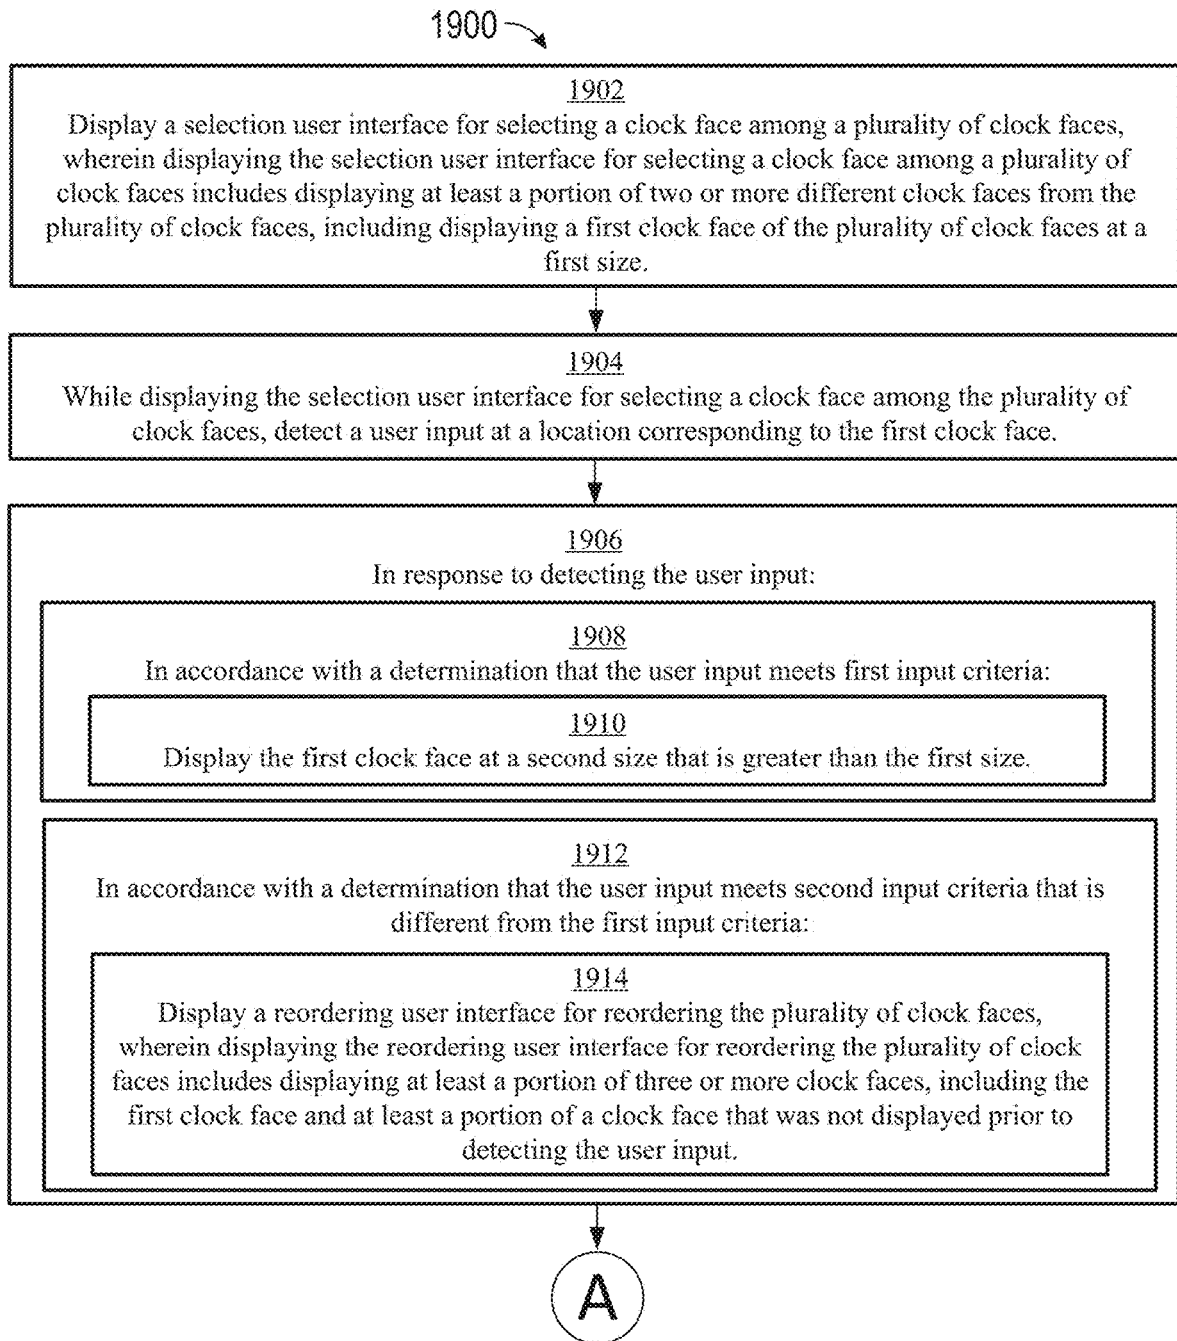 1900
1902
Display a selection user interface for selecting a clock face among a plurality of clock faces,
wherein displaying the selection user interface for selecting a clock face among a plurality of
clock faces includes displaying at least a portion of two or more different clock faces from the
plurality of clock faces, including displaying a first clock face of the plurality of clock faces at a
first size.
1904
While displaying the selection user interface for selecting a clock face among the plurality of
clock faces, detect a user input at a location corresponding to the first clock face.
1906
In response to detecting the user input:
1908
In accordance with a determination that the user input meets first input criteria:
1910
Display the first clock face at a second size that is greater than the first size.
1912
In accordance with a determination that the user input meets second input criteria that is
different from the first input criteria:
1914
Display a reordering user interface for reordering the plurality of clock faces,
wherein displaying the reordering user interface for reordering the plurality of clock
faces includes displaying at least a portion of three or more clock faces, including the
first clock face and at least a portion of a clock face that was not displayed prior to
detecting the user input.
A